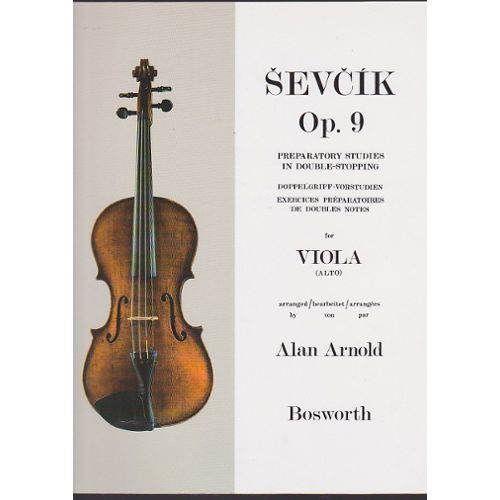 ŠEVČÍK
Op. 9
PREPARATORY STUDIES
IN DOUBLE-STOPPING
DOPPELGRIFF-VORSTUDIEN
EXERCICES PRÉPARATOIRES
DE DOUBLES NOTES
for
VIOLA
(ALTO)
arranged/bearbeitet/arrangées
by von par
Alan Arnold
Bosworth